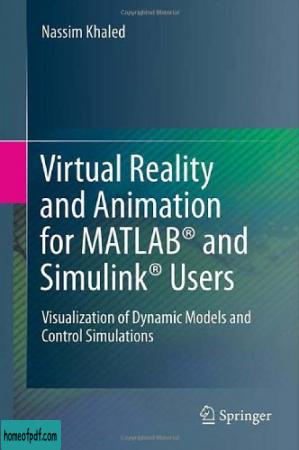 Nassim Khaled
Virtual Reality
and Animation
for MATLAB® and
Simulink® Users
Visualization of Dynamic Models and
Control Simulations
Springer
homeofpdf.com